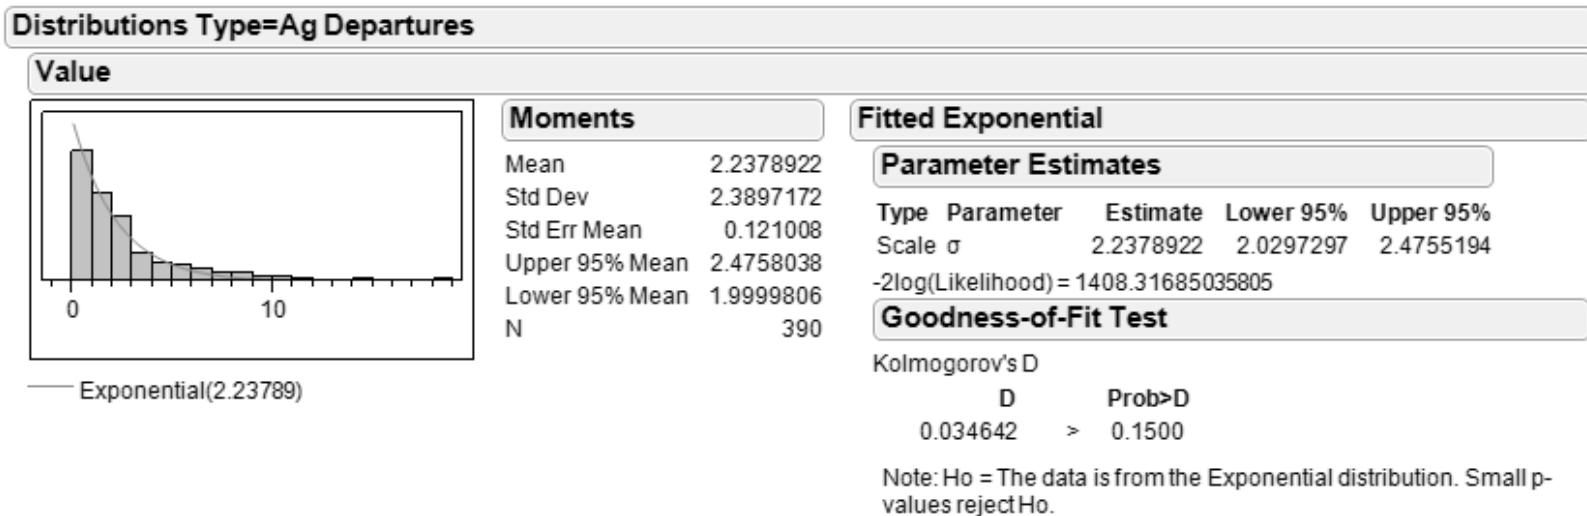 Distributions Type=Ag Departures
Value
0 10
Exponential(2.23789)
Moments
Mean 2.2378922
Std Dev 2.3897172
Std Err Mean 0.121008
Upper 95% Mean 2.4758038
Lower 95% Mean 1.9999806
N 390
Fitted Exponential
Parameter Estimates
Type Parameter Estimate Lower 95% Upper 95%
Scale σ 2.2378922 2.0297297 2.4755194
-2log(Likelihood) = 1408.31685035805
Goodness-of-Fit Test
Kolmogorov's D
D Prob>D
0.034642 > 0.1500
Note: Ho = The data is from the Exponential distribution. Small p-
values reject Ho.